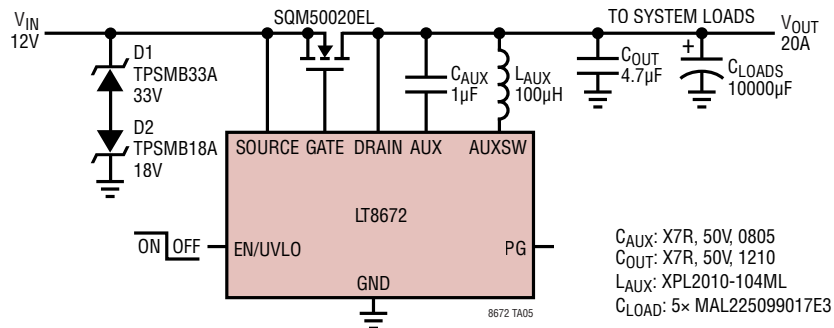 VIN
12V
SQM50020EL
TO SYSTEM LOADS
VOUT
20A
D1
TPSMB33A
33V
D2
TPSMB18A
18V
CAUX
1µF
LAUX
100µH
COUT
4.7µF
+
CLOADS
10000µF
SOURCE GATE DRAIN AUX AUXSW
LT8672
ON OFF
EN/UVLO
PG
GND
8672 TA05
CAUX: X7R, 50V, 0805
COUT: X7R, 50V, 1210
LAUX: XPL2010-104ML
CLOAD: 5× MAL225099017E3